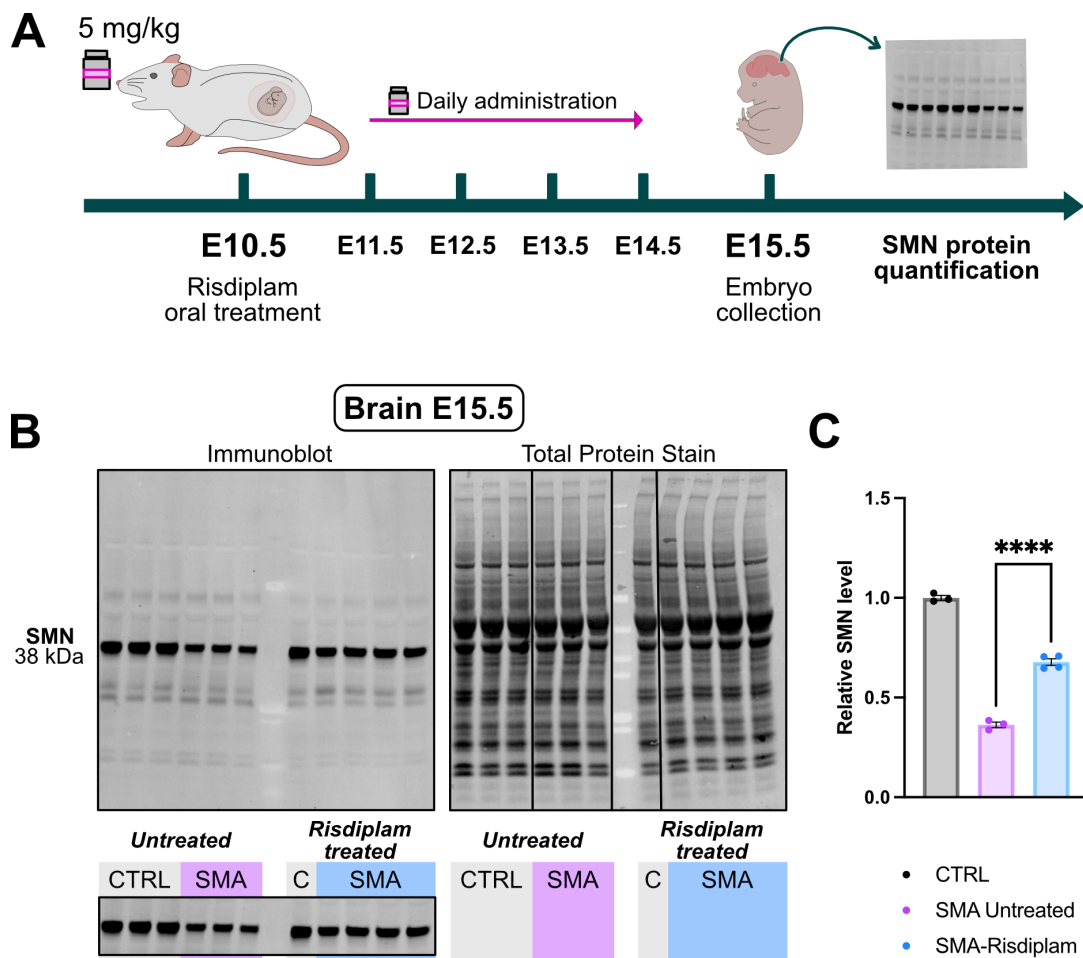 A
5 mg/kg
Daily administration
E10.5
E11.5
E12.5
E13.5
E14.5
E15.5
SMN protein
quantification
Risdiplam
oral treatment
Embryo
collection
Brain E15.5
B
Immunoblot
Total Protein Stain
SMN
38 kDa
Untreated
Risdiplam
treated
Untreated
Risdiplam
treated
CTRL
SMA
C
SMA
CTRL
SMA
C
SMA
C
Relative SMN level
1.5
1.0
0.5
0.0
****
CTRL
SMA Untreated
SMA-Risdiplam